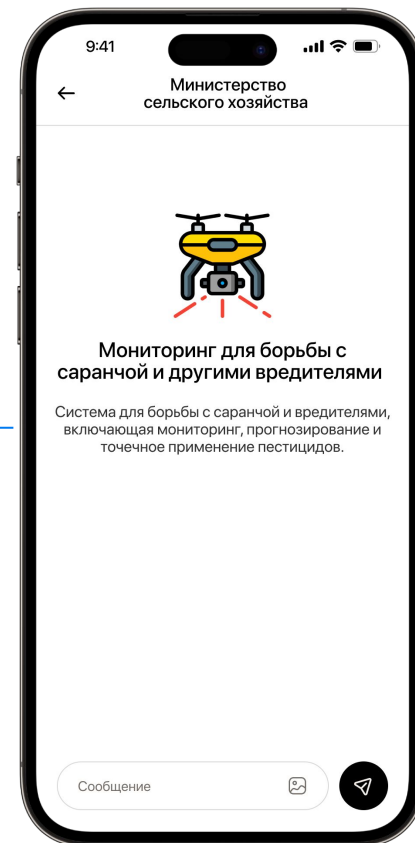 9:41
Министерство
сельского хозяйства
Мониторинг для борьбы с
саранчой и другими вредителями
Система для борьбы с саранчой и вредителями,
включающая мониторинг, прогнозирование и
точечное применение пестицидов.
Сообщение